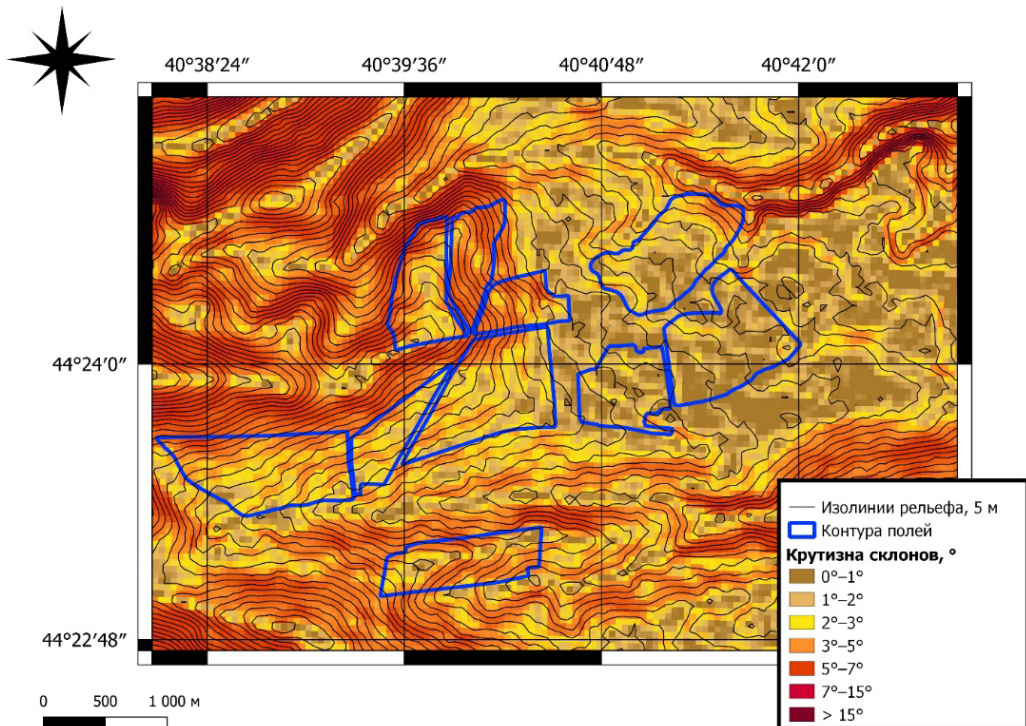 40°38′24″ 40°39′36″ 40°40′48″ 40°42′0″
44°24′0″
44°22′48″
Изолинии рельефа, 5 м
Контура полей
Крутизна склонов, °
0°–1°
1°–2°
2°–3°
3°–5°
5°–7°
7°–15°
> 15°
0 500 1 000 м